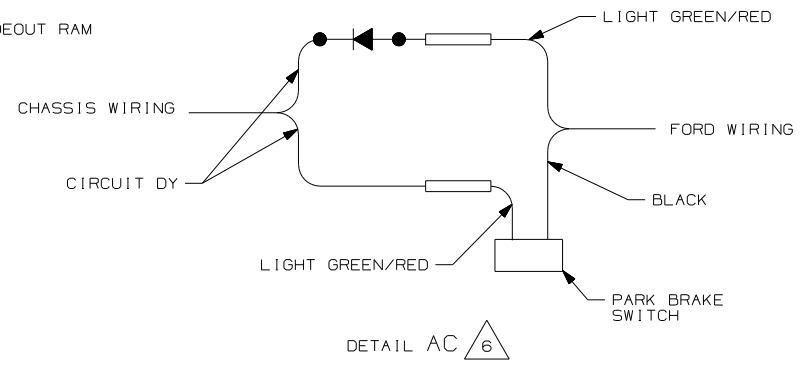 RAM
LIGHT GREEN/RED
CHASSIS WIRING
FORD WIRING
CIRCUIT DY
BLACK
LIGHT GREEN/RED
PARK BRAKE
SWITCH
DETAIL AC 6